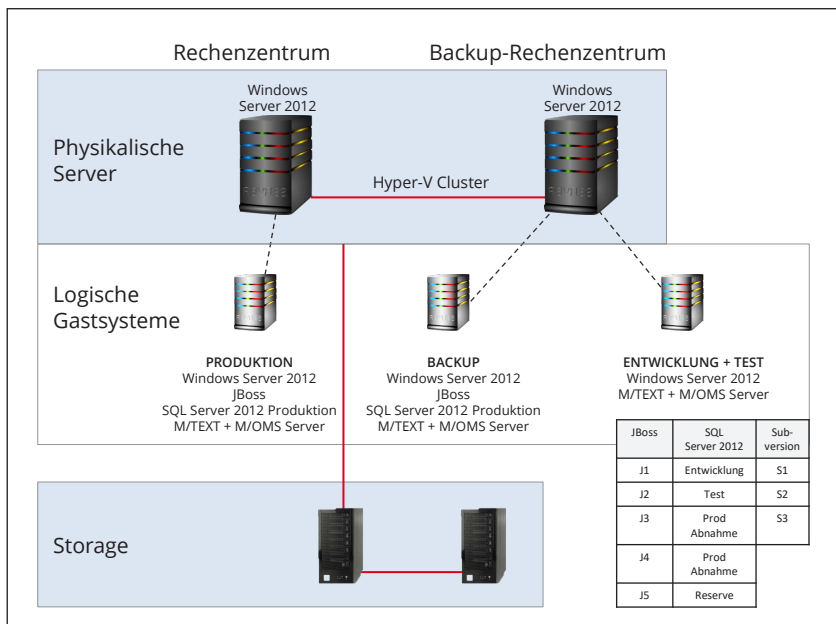 Rechenzentrum
Backup-Rechenzentrum
Windows
Server 2012
Windows
Server 2012
Physikalische
Server
Hyper-V Cluster
Logische
Gastsysteme
PRODUKTION
Windows Server 2012
JBoss
SQL Server 2012 Produktion
M/TEXT + M/OMS Server
BACKUP
Windows Server 2012
JBoss
SQL Server 2012 Produktion
M/TEXT + M/OMS Server
ENTWICKLUNG + TEST
Windows Server 2012
M/TEXT + M/OMS Server
JBoss
SQL
Server 2012
Sub-
version
J1
Entwicklung
S1
J2
Test
S2
J3
Prod
Abnahme
S3
J4
Prod
Abnahme
J5
Reserve
Storage